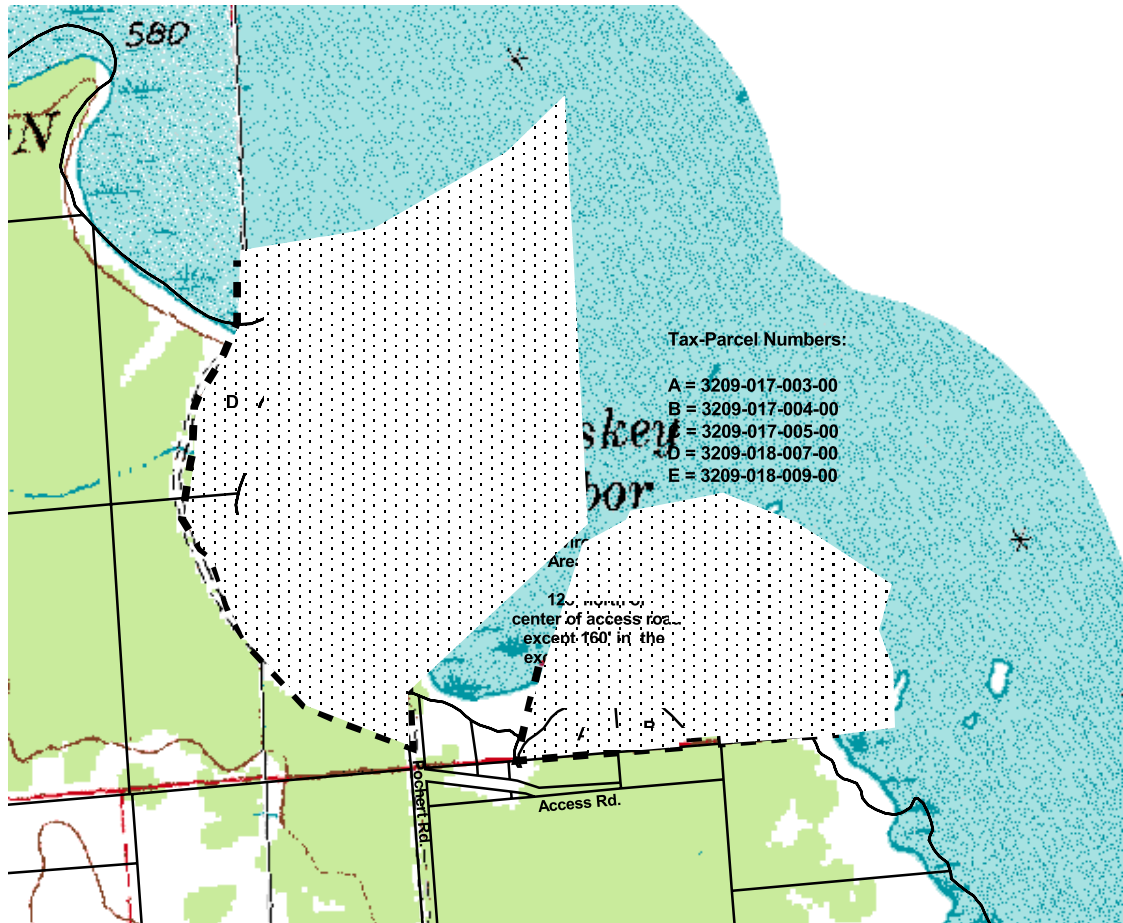 580
N
Tax-Parcel Numbers:
A = 3209-017-003-00
B = 3209-017-004-00
= 3209-017-005-00
D = 3209-018-007-00
E = 3209-018-009-00
D
skey
bor
center of access
except 160' in the
Access Rd.
Rochert Rd.